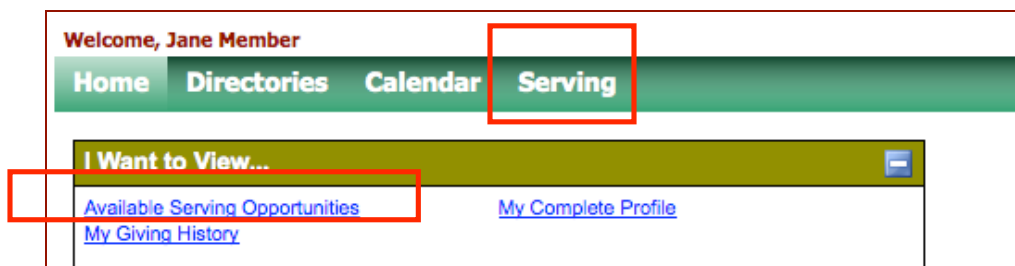 Welcome, Jane Member
Home Directories Calendar Serving
I Want to View...
Available Serving Opportunities My Complete Profile
My Giving History